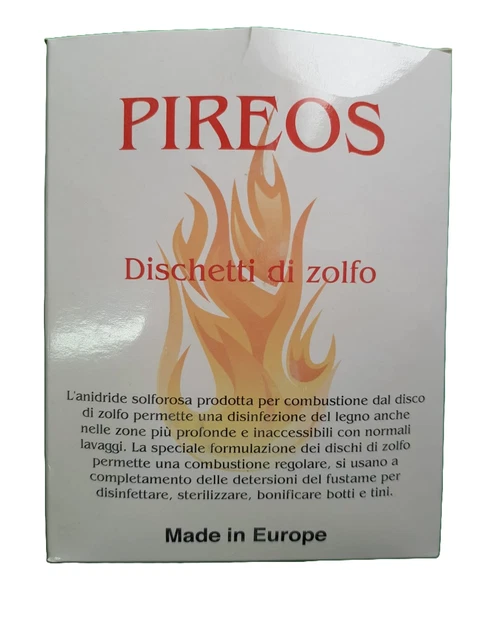 PIREOS
Dischetti di zolfo
L'anidride solforosa prodotta per combustione dal disco
di zolfo permette una disinfezione del legno anche
nelle zone più profonde e inaccessibili con normali
lavaggi. La speciale formulazione dei dischi di zolfo
permette una combustione regolare, si usano a
completamento delle detersioni del fustame per
disinfettare, sterilizzare, bonificare botti e tini.
Made in Europe